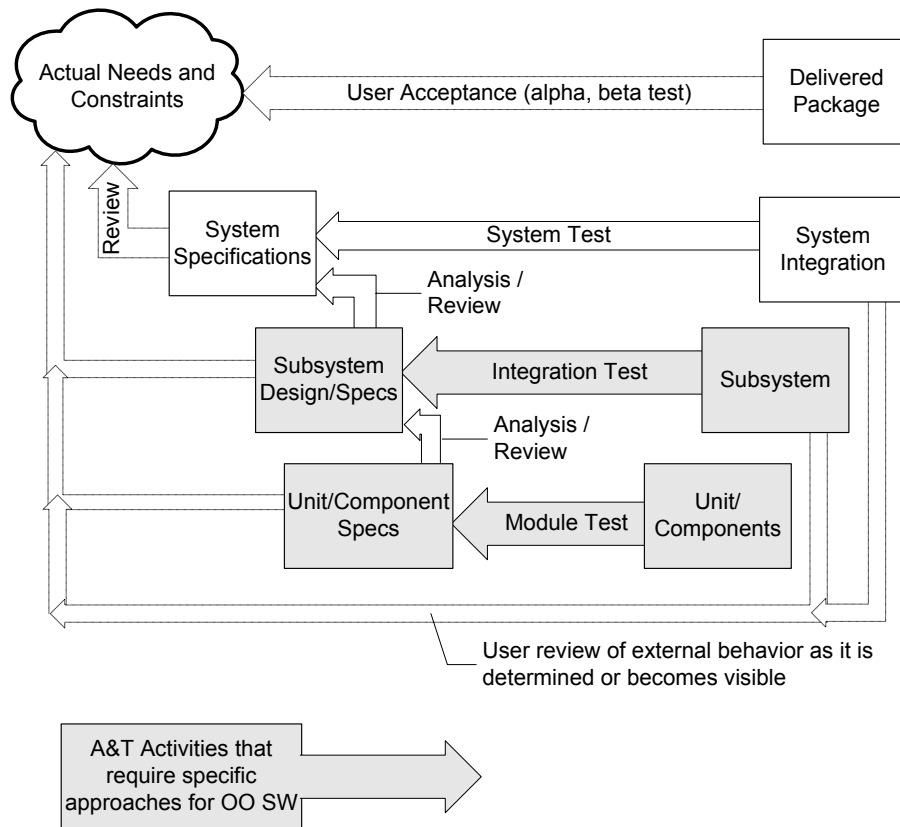 Actual Needs and
Constraints
User Acceptance (alpha, beta test)
Delivered
Package
Review
System
Specifications
System Test
System
Integration
Analysis /
Review
Subsystem
Design/Specs
Integration Test
Subsystem
Analysis /
Review
Unit/Component
Specs
Module Test
Unit/
Components
User review of external behavior as it is
determined or becomes visible
A&T Activities that
require specific
approaches for OO SW